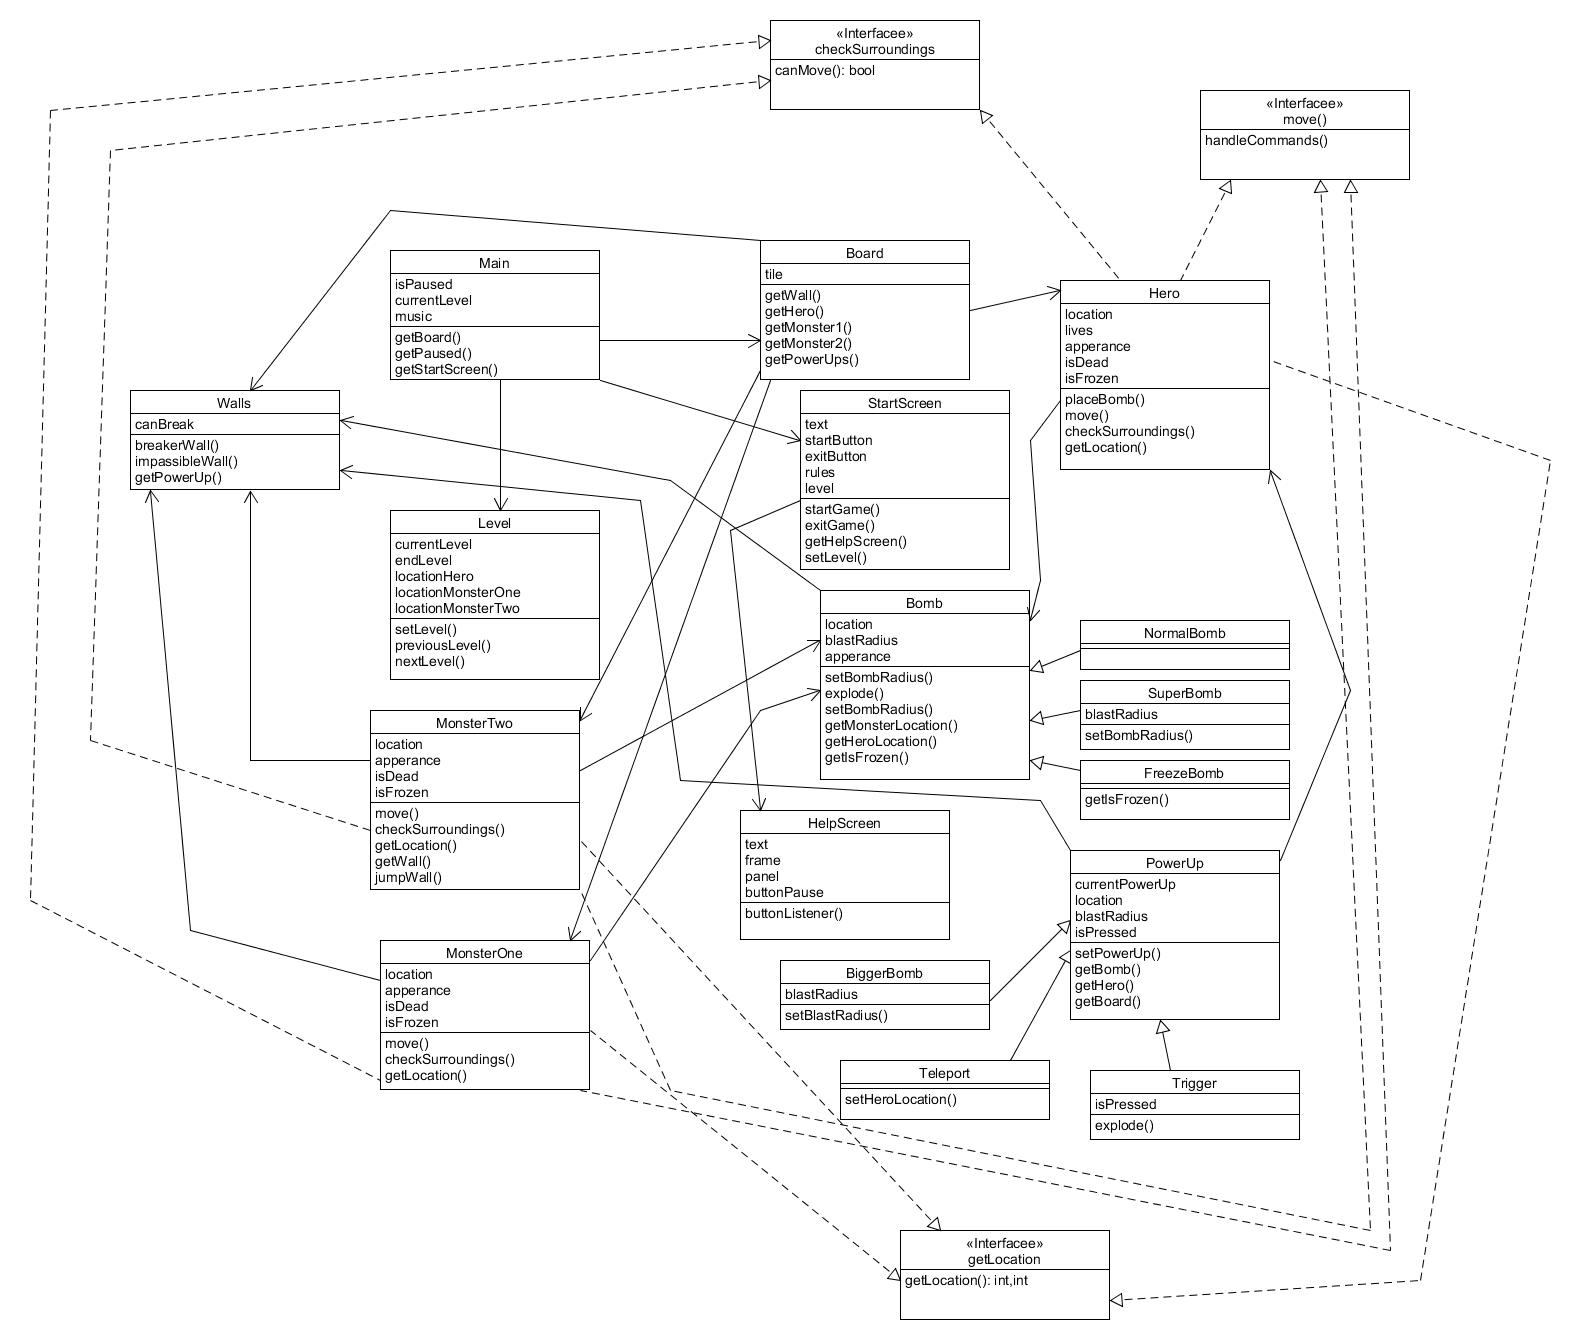 «Interfacee»
checkSurroundings
canMove(): bool
«Interfacee»
move()
handleCommands()
Main
isPaused
currentLevel
music
getBoard()
getPaused()
getStartScreen()
Board
tile
getWall()
getHero()
getMonster1()
getMonster2()
getPowerUps()
Hero
location
lives
apperance
isDead
isFrozen
placeBomb()
move()
checkSurroundings()
getLocation()
Walls
canBreak
breakerWall()
impassibleWall()
getPowerUp()
StartScreen
text
startButton
exitButton
rules
level
startGame()
exitGame()
getHelpScreen()
setLevel()
Level
currentLevel
endLevel
locationHero
locationMonsterOne
locationMonsterTwo
setLevel()
previousLevel()
nextLevel()
Bomb
location
blastRadius
apperance
setBombRadius()
explode()
setBombRadius()
getMonsterLocation()
getHeroLocation()
getIsFrozen()
NormalBomb
SuperBomb
blastRadius
setBombRadius()
FreezeBomb
getIsFrozen()
MonsterTwo
location
apperance
isDead
isFrozen
move()
checkSurroundings()
getLocation()
getWall()
jumpWall()
HelpScreen
text
frame
panel
buttonPause
buttonListener()
PowerUp
currentPowerUp
location
blastRadius
isPressed
setPowerUp()
getBomb()
getHero()
getBoard()
MonsterOne
location
apperance
isDead
isFrozen
move()
checkSurroundings()
getLocation()
BiggerBomb
blastRadius
setBlastRadius()
Teleport
setHeroLocation()
Trigger
isPressed
explode()
«Interfacee»
getLocation
getLocation(): int,int